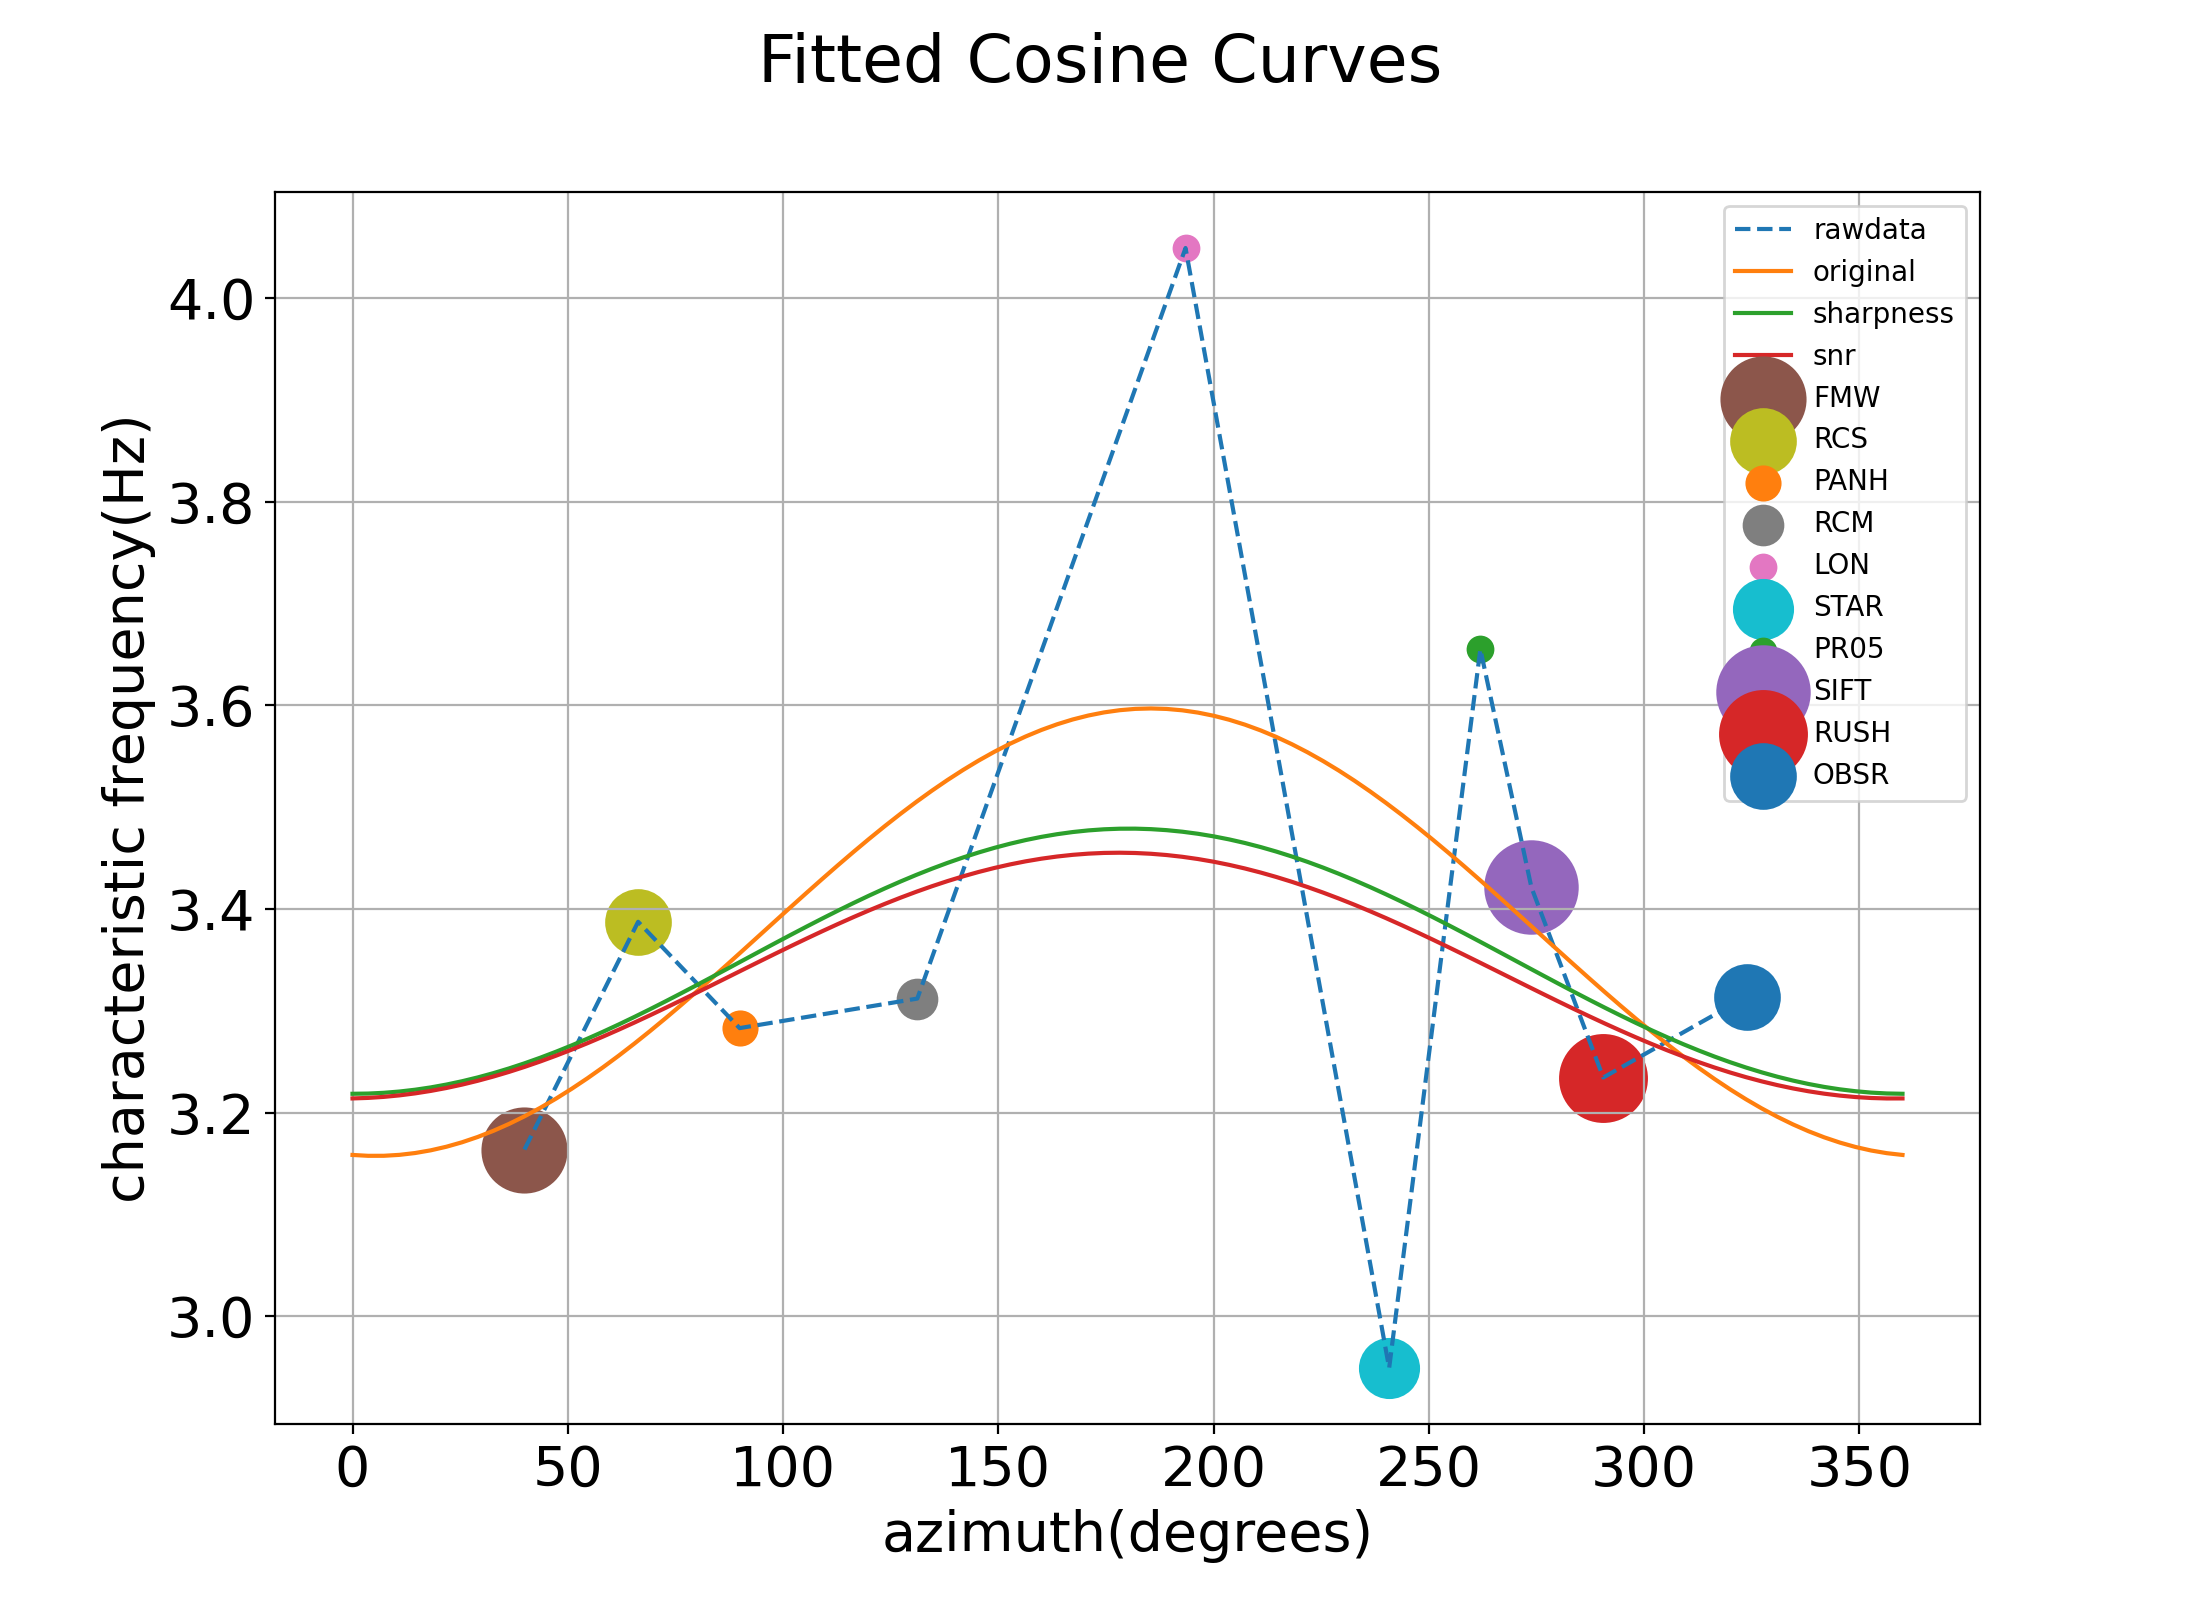 Fitted Cosine Curves
rawdata
original
sharpness
snr
FMW
RCS
PANH
RCM
LON
STAR
PR05
SIFT
RUSH
OBSR
4.0
3.8
3.6
3.4
3.2
3.0
characteristic frequency(Hz)
0 50 100 150 200 250 300 350
azimuth(degrees)